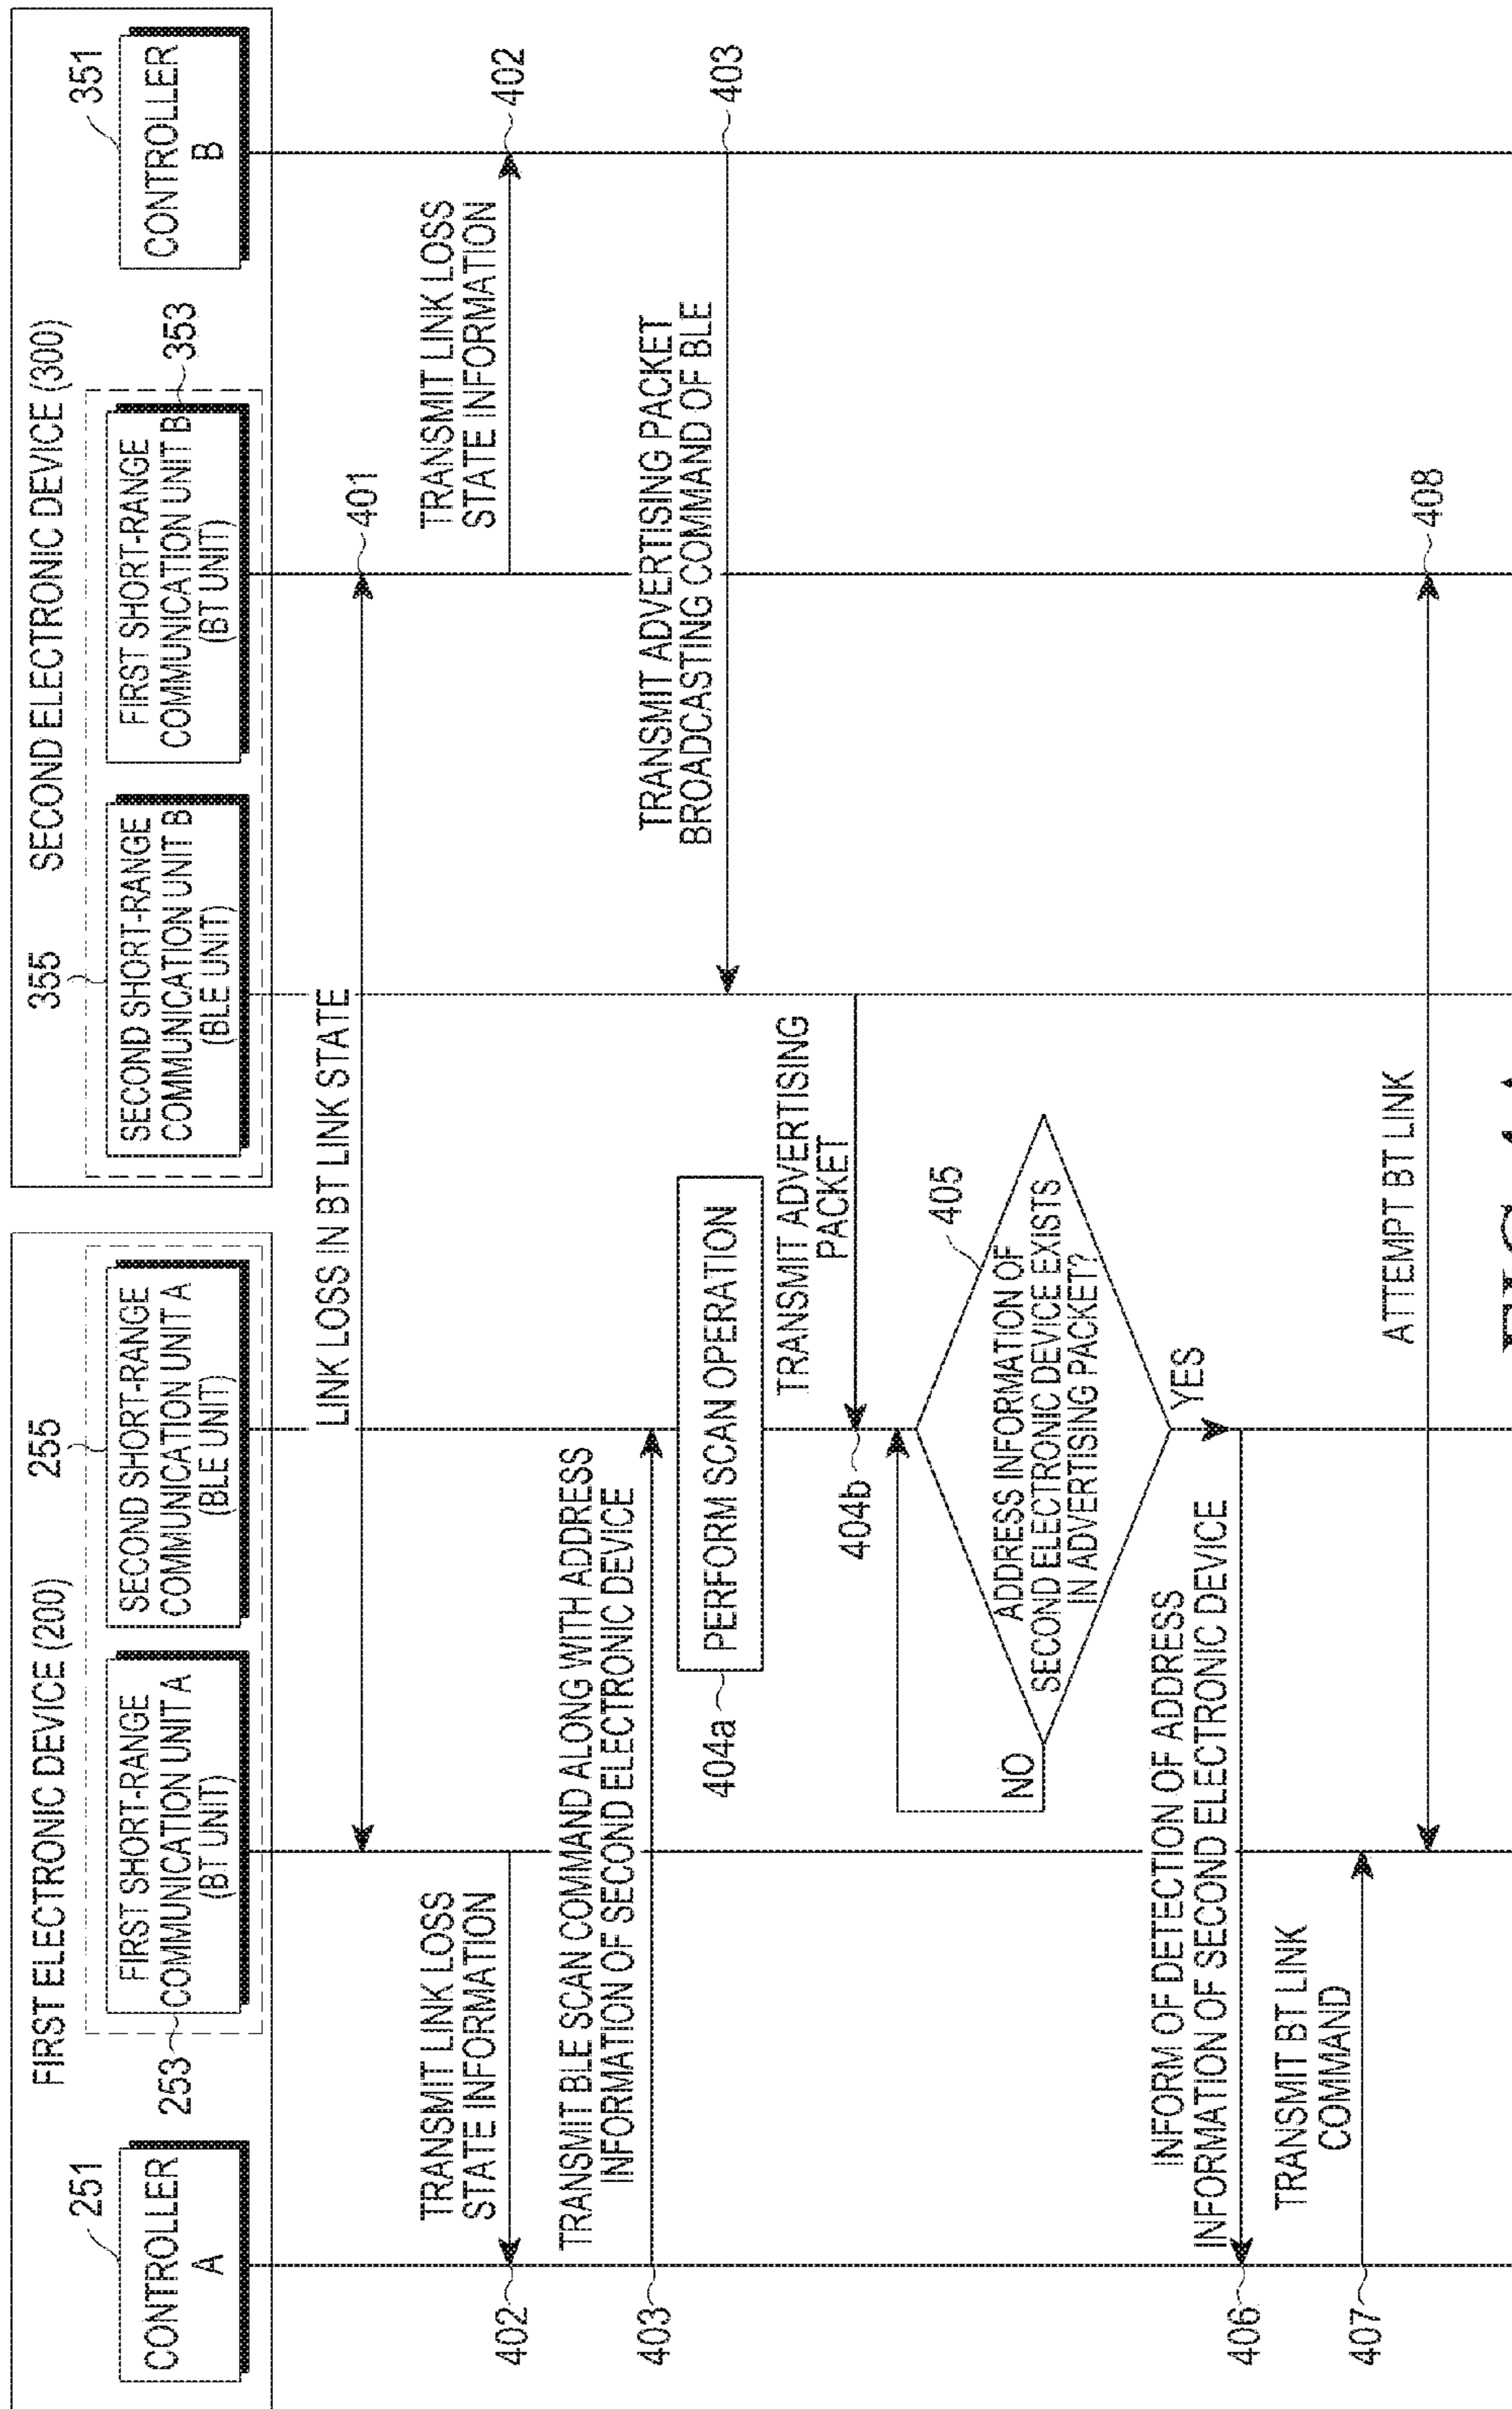 FIRST ELECTRONIC DEVICE (200)
SECOND ELECTRONIC DEVICE (300)
251
CONTROLLER
A
253
FIRST SHORT-RANGE
COMMUNICATION UNIT A
(BT UNIT)
255
SECOND SHORT-RANGE
COMMUNICATION UNIT A
(BLE UNIT)
355
SECOND SHORT-RANGE
COMMUNICATION UNIT B
(BLE UNIT)
353
FIRST SHORT-RANGE
COMMUNICATION UNIT B
(BT UNIT)
351
CONTROLLER
B
LINK LOSS IN BT LINK STATE
401
402
TRANSMIT LINK LOSS
STATE INFORMATION
TRANSMIT LINK LOSS
STATE INFORMATION
402
403
TRANSMIT BLE SCAN COMMAND ALONG WITH ADDRESS
INFORMATION OF SECOND ELECTRONIC DEVICE
TRANSMIT ADVERTISING PACKET
BROADCASTING COMMAND OF BLE
403
404a
PERFORM SCAN OPERATION
TRANSMIT ADVERTISING
PACKET
404b
405
ADDRESS INFORMATION OF
SECOND ELECTRONIC DEVICE EXISTS
IN ADVERTISING PACKET?
NO
YES
406
INFORM OF DETECTION OF ADDRESS
INFORMATION OF SECOND ELECTRONIC DEVICE
407
TRANSMIT BT LINK
COMMAND
ATTEMPT BT LINK
408